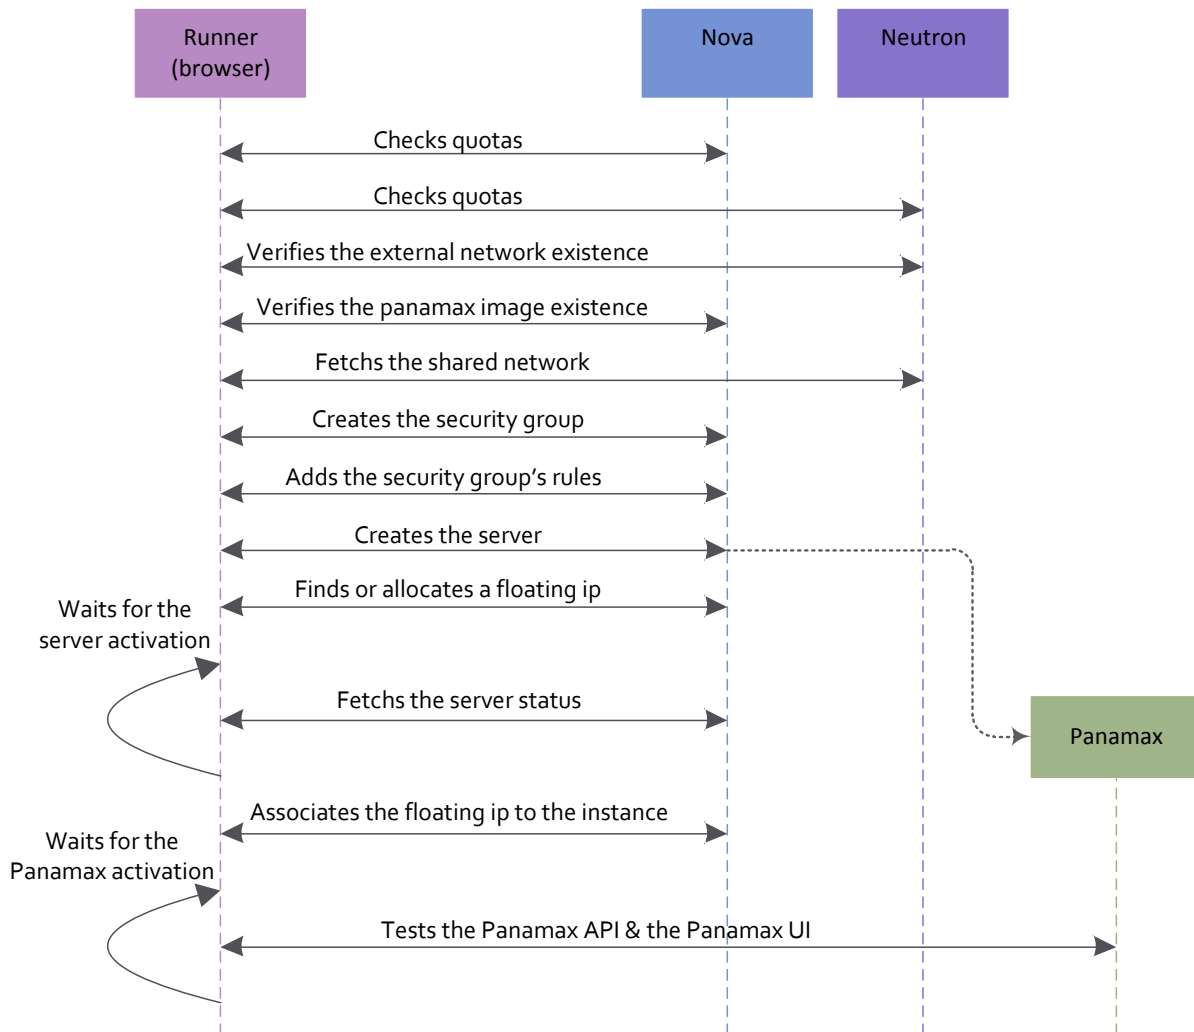 Runner
(browser)
Nova
Neutron
Checks quotas
Checks quotas
Verifies the external network existence
Verifies the panamax image existence
Fetchs the shared network
Creates the security group
Adds the security group’s rules
Creates the server
Finds or allocates a floating ip
Waits for the
server activation
Fetchs the server status
Panamax
Associates the floating ip to the instance
Waits for the
Panamax activation
Tests the Panamax API & the Panamax UI